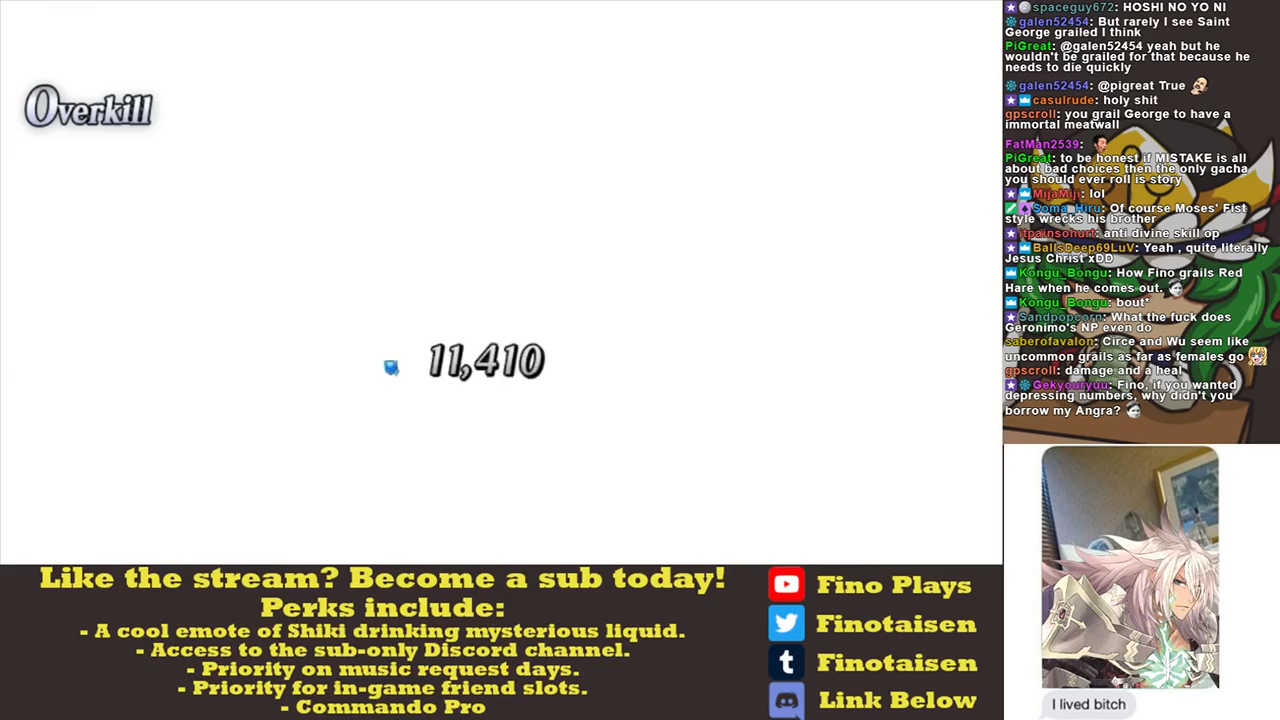 Overkill
11,410
spaceguy672: HOSHI NO YO NI
galen52454: But rarely I see Saint
George grailed I think
PiGreat: @galen52454 yeah but he
wouldn't be grailed for that because he
needs to die quickly
galen52454: @pigreat True
casulrude: holy shit
gpscroll: you grail George to have a
immortal meatwall
FatMan2539:
PiGreat: to be honest if MISTAKE is all
about bad choices then the only gacha
you should ever roll is story
MijaMiji: lol
Soma_Hiru: Of course Moses' Fist
style wrecks his brother
itpainsohurt: anti divine skill op
BallsDeep69LuV: Yeah , quite literally
Jesus Christ xDD
Kongu_Bongu: How Fino grails Red
Hare when he comes out.
Kongu_Bongu: bout*
Sandpopcorn: What the fuck does
Geronimo's NP even do
saberofavalon: Circe and Wu seem like
uncommon grails as far as females go
gpscroll: damage and a heal
Gekyouryuu: Fino, if you wanted
depressing numbers, why didn't you
borrow my Angra?
I lived bitch
Like the stream? Become a sub today!
Perks include:
- A cool emote of Shiki drinking mysterious liquid.
- Access to the sub-only Discord channel.
- Priority on music request days.
- Priority for in-game friend slots.
- Commando Pro
Fino Plays
Finotaisen
Finotaisen
Link Below